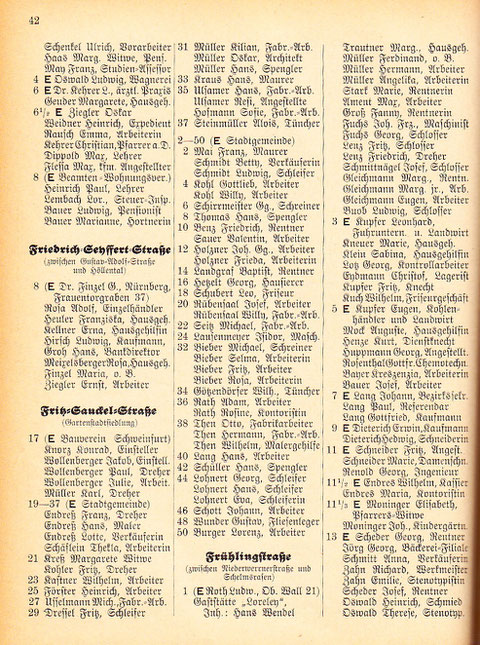 42
Schenkel Ulrich, Vorarbeiter
Haas Marg. Witwe, Pens.
May Franz, Studien-Assessor
4 E Oswald Ludwig, Wagnerei
6 E Dr. Lehrer L., ärztl. Praxis
Gender Margarete, Hausgeh.
6¹/₂ E Ziegler Oskar
Weidner Heinrich, Expedient
Rausch Emma, Arbeiterin
Lehrer Christian, Pfarrer a. D.
Dippold Max, Lehrer
Flessa Max, kfm. Angestellter
8 (E Beamten-Wohnungsver.)
Heinrich Paul, Lehrer
Lembach Lor., Steuer-Insp.
Bauer Ludwig, Pensionist
Bauer Marianne, Hortnerin
Friedrich-Seyffert-Straße
(zwischen Gustav-Adolf-Straße
und Höllental)
8 (E Dr. Finzel G., Nürnberg,
Frauentorgraben 37)
Roja Adolf, Einzelhändler
Heuler Franziska, Hausgeh.
Kellner Erna, Hausgehilfin
Hirsch Ludwig, Kaufmann,
Groh Hans, Bankdirektor
Meixelsberger Rosa, Hausgeh.
Finzel Maria, o. B.
Ziegler Ernst, Arbeiter
Fritz-Sauckel-Straße
(Gartenstadtsiedlung)
17 (E Bauverein Schweinfurt)
Knorz Konrad, Einsteller
Wollenberger Jakob, Einstell.
Wollenberger Paul, Dreher
Wollenberger Julie, Arbeit.
Müller Karl, Dreher
19—37 (E Stadtgemeinde)
Endreß Franz, Dreher
Endreß Hans, Maler
Endreß Lotte, Verkäuferin
Schäflein Thekla, Arbeiterin
21 Kreß Margarete Witwe
Kohler Fritz, Dreher
23 Kastner Wilhelm, Arbeiter
25 Förster Heinrich, Arbeiter
27 Usselmann Mich., Fabr.-Arb.
29 Dressel Fritz, Schleifer
31 Müller Kilian, Fabr.-Arb.
Müller Oskar, Architekt
Müller Hans, Spengler
33 Kraus Hans, Maurer
35 Ulsamer Hans, Fabr.-Arb.
Ulsamer Resi, Angestellte
Hofmann Sofie, Fabr.-Arb.
37 Steinmüller Alois, Tüncher
2—50 (E Stadtgemeinde)
2 Mai Franz, Maurer
Schmidt Betty, Verkäuferin
Schmidt Ludwig, Schleifer
4 Kohl Gottlieb, Arbeiter
Kohl Willy, Arbeiter
6 Schirrmeister Gg., Schreiner
8 Thomas Hans, Spengler
10 Benz Friedrich, Rentner
Sauer Valentin, Arbeiter
12 Holzner Joh. Gg., Arbeiter
Holzner Frieda, Arbeiterin
14 Landgraf Baptist, Rentner
16 Hetzelt Georg, Hausierer
18 Schubert Leo, Friseur
20 Rübensaal Josef, Arbeiter
Rübensaal Willy, Fabr.-Arb.
22 Seitz Michael, Fabr.-Arb.
24 Isidor, Masch.
32 Bieber Michael, Schreiner
Bieber Selma, Arbeiterin
Bieber Fritz, Arbeiter
Bieber Rosa, Arbeiterin
34 Götzendörfer Wilh., Tüncher
36 Rath Adam, Arbeiter
Rath Rosine, Kontoristin
38 Then Otto, Fabrikarbeiter
Then Hermann, Fabr.-Arb.
Then Wilhelm, Malergehilfe
40 Lang Hans, Arbeiter
42 Schüller Hans, Spengler
44 Lohnert Georg, Schleifer
Lohnert Hans, Schleifer
Lohnert Eva, Schleiferin
46 Schott Johann, Arbeiter
48 Wunder Gustav, Fliesenleger
50 Burger Lorenz, Arbeiter
Frühlingstraße
(zwischen Niederwerrnerstraße und
Schelmsrasen)
1 (E Roth Ludw., Ob. Wall 21)
Gaststätte „Loreley",
Inh.: Hans Wendel
Trautner Marg., Hausgeh.
Müller Ferdinand, o. B.
Müller Hermann, Arbeiter
Müller Angelika, Arbeiterin
Stark Marie, Rentnerin
Ament Max, Arbeiter
Groß Fanny, Rentnerin
Fuchs Joh. Frz., Maschinist
Fuchs Georg, Schlosser
Lenz Fritz, Schlosser
Lenz Friedrich, Dreher
Schmittnägel Josef, Schlosser
Gleichmann Marg., Rentn.
Gleichmann Marg. jr., Arb.
Gleichmann Eugen, Arbeiter
Buob Ludwig, Schlosser
3 E Kupfer Leonhard,
Fuhruntern. u. Landwirt
Kneuer Marie, Hausgeh.
Klein Sabina, Hausgehilfin
Lotz Georg, Kontrollarbeiter
Erdmann Christof, Lagerist
Kupfer Fritz, Knecht
Kuch Wilhelm, Friseurgeschäft
5 E Kupfer Eugen, Kohlen-
händler und Landwirt
Mock Auguste, Hausgehilfin
Henze Kurt, Dienstknecht
Huppmann Georg, Angestellt.
Rosenthal Gottfr. Chemotechn.
Bayer Kreszenzia, Arbeiterin
Bauer Josef, Arbeiter
7 E Lang Johann, Bezirksfekr.
Lang Paul, Referendar
Lang Gottfried, Kaufmann
9 E Dieterich Erwin, Kaufmann
Dieterich Hedwig, Schneiderin
11 E Schneider Fritz, Angest.
Schneider Marie, Damenschn.
Renold Georg, Ingenieur
11¹/₂ E Endres Wilhelm, Kassier
Endres Maria, Kontoristin
11¹/₂ E Moninger Elisabeth,
Pfarrers-Witwe
Moninger Joh., Kindergärtn.
13 E Scheder Georg, Rentner
Jörg Georg, Bäckerei-Filiale
Schmitt Anna, Verkäuferin
Zahn Richard, Werkmeister
Zahn Emilie, Stenotypistin
Scheder Josef, Rentner
Oswald Heinrich, Schmied
Oswald Therese, Stenotyp.